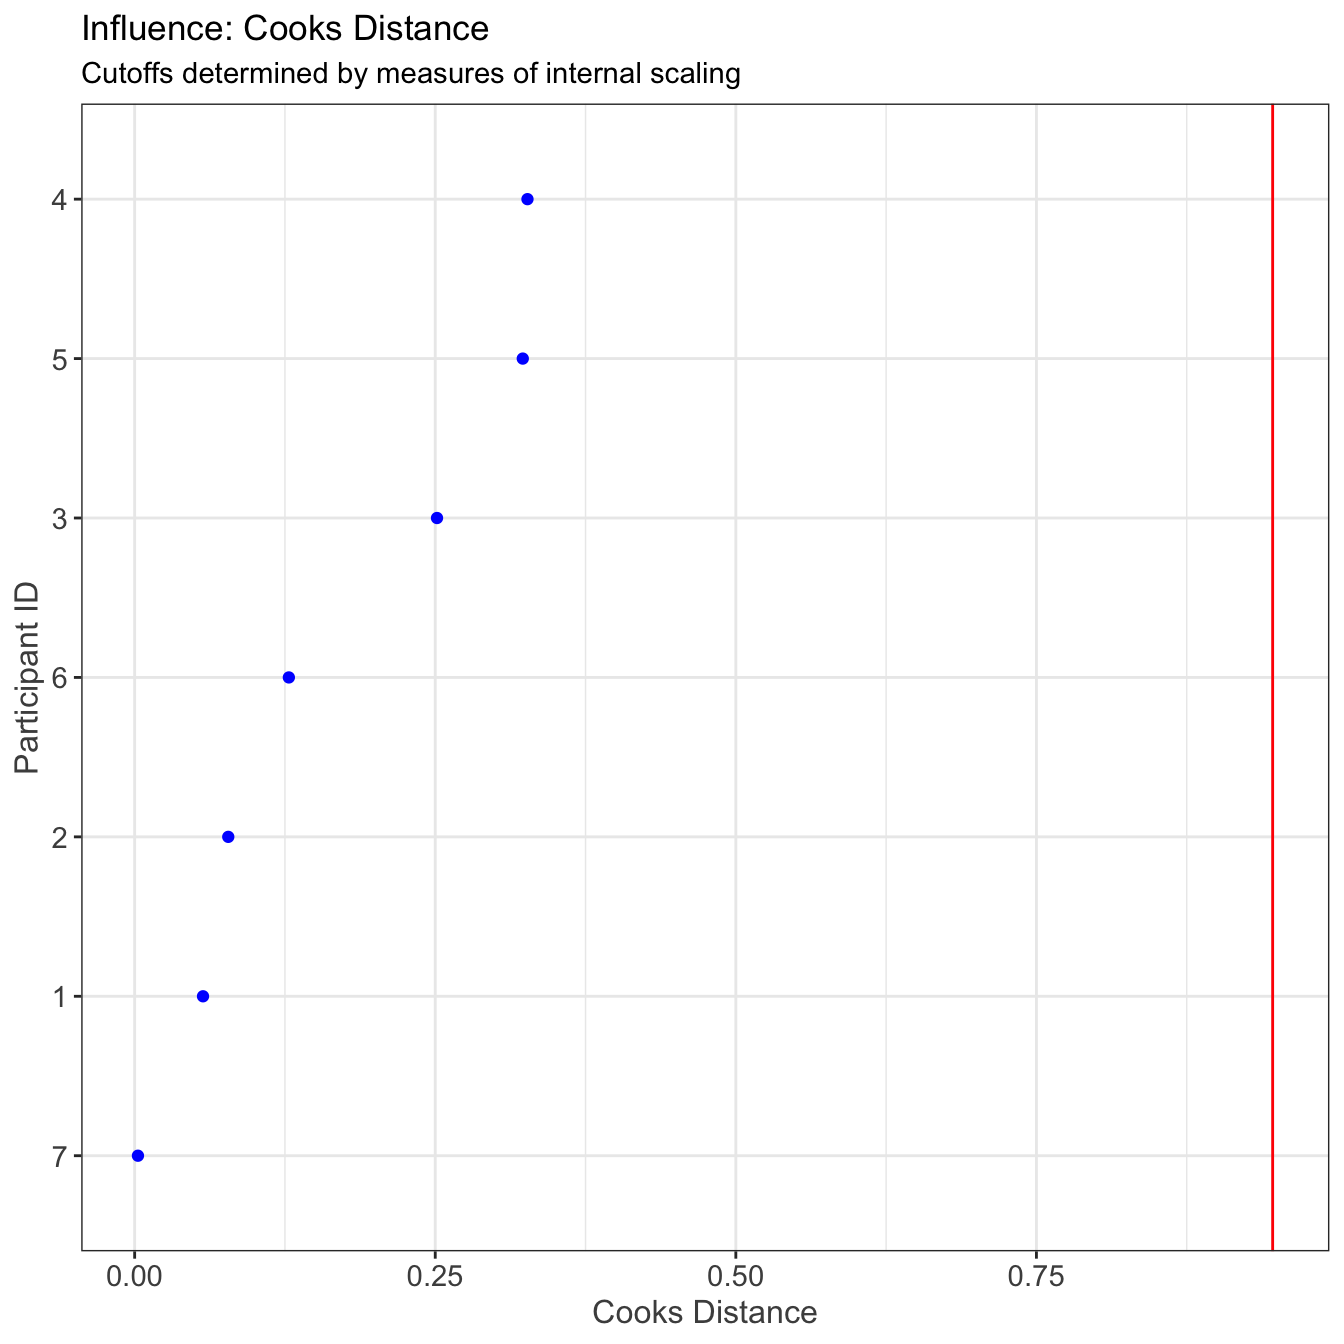 Influence: Cooks Distance
Cutoffs determined by measures of internal scaling
Participant ID
4
5
3
6
2
1
7
0.00 0.25 0.50 0.75
Cooks Distance